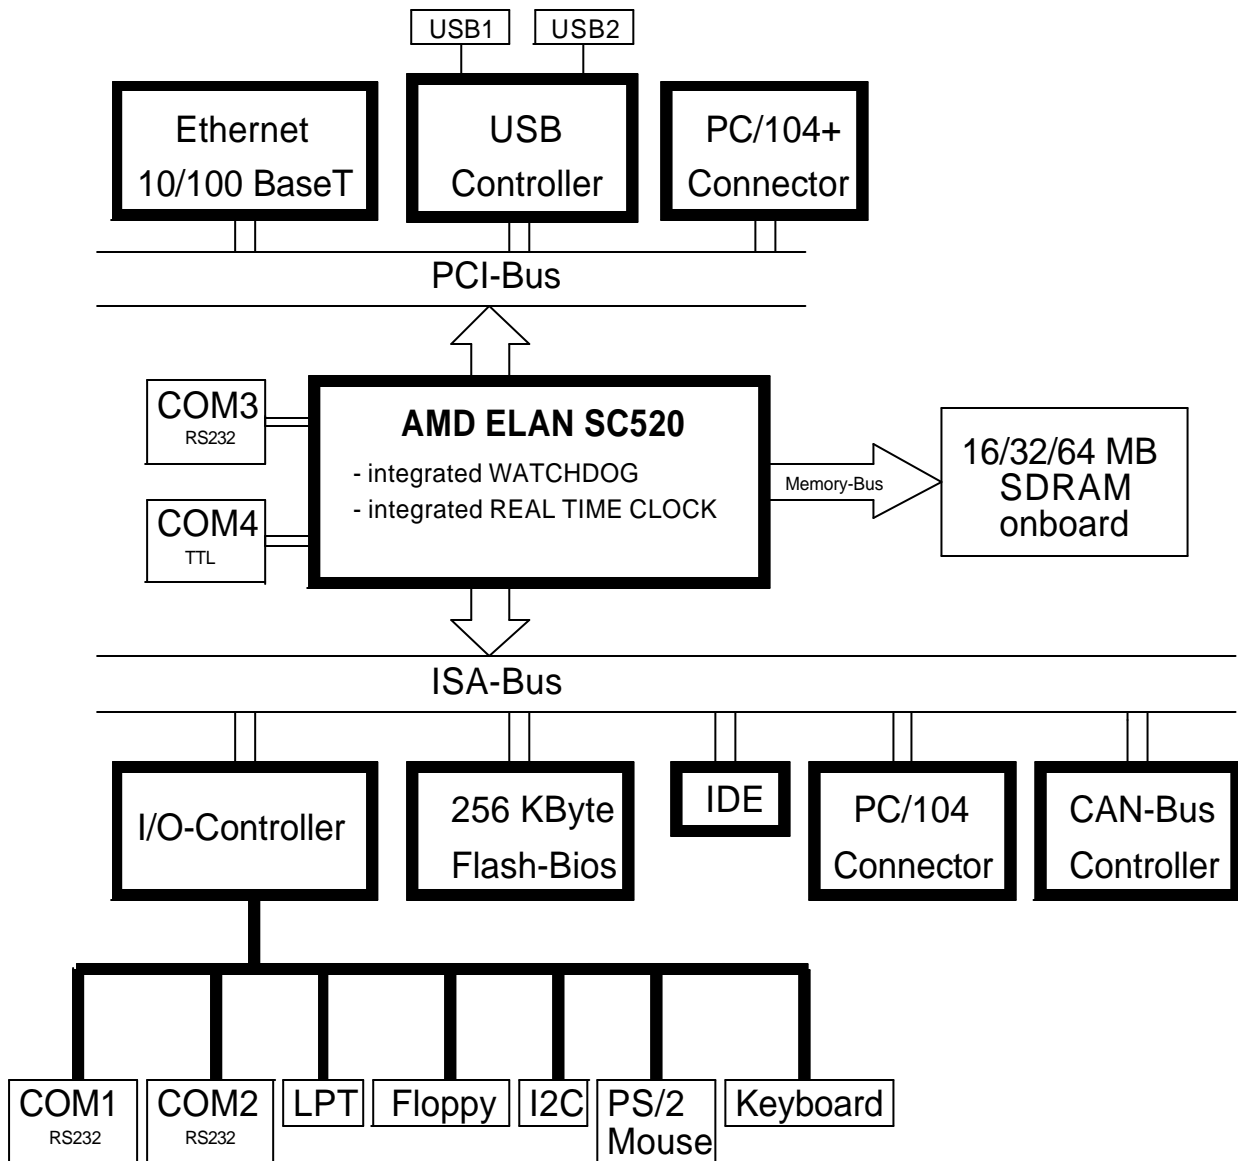 USB1
USB2
Ethernet
10/100 BaseT
USB
Controller
PC/104+
Connector
PCI-Bus
COM3
RS232
COM4
TTL
AMD ELAN SC520
- integrated WATCHDOG
- integrated REAL TIME CLOCK
Memory-Bus
16/32/64 MB
SDRAM
onboard
ISA-Bus
I/O-Controller
256 KByte
Flash-Bios
IDE
PC/104
Connector
CAN-Bus
Controller
COM1
RS232
COM2
RS232
LPT
Floppy
I2C
PS/2
Mouse
Keyboard